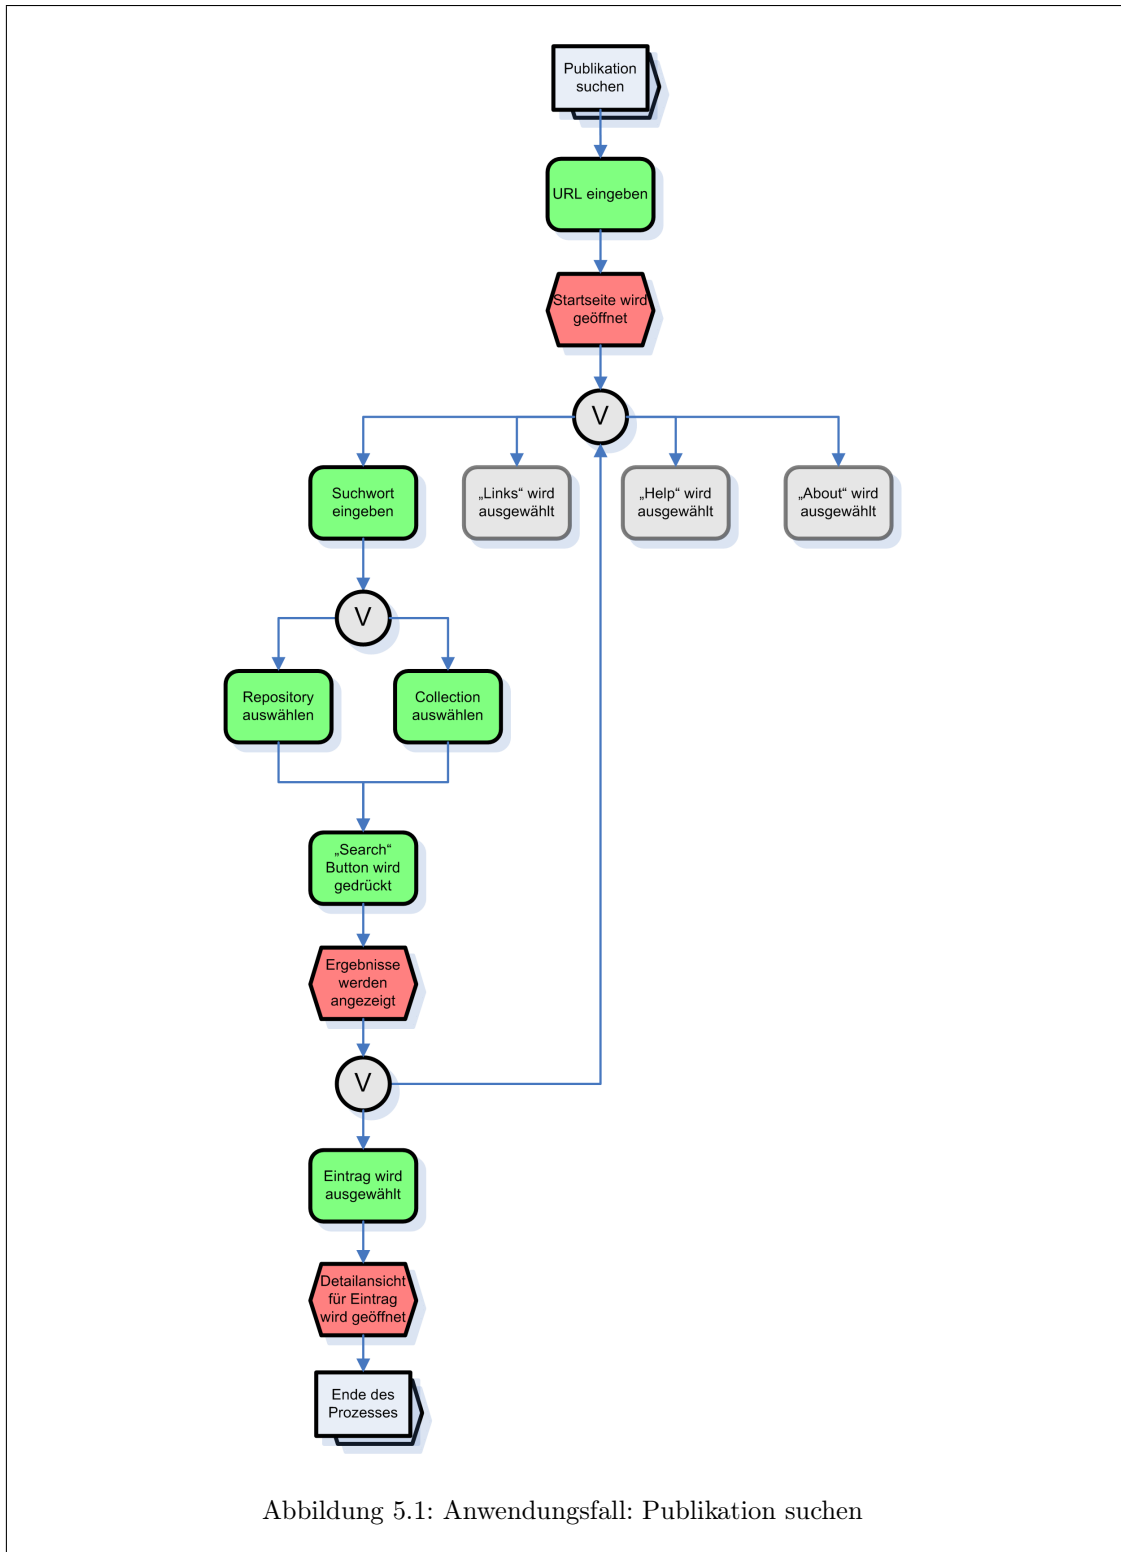 Publikation
suchen
URL eingeben
Startseite wird
geöffnet
V
Suchwort
eingeben
„Links“ wird
ausgewählt
„Help“ wird
ausgewählt
„About“ wird
ausgewählt
V
Repository
auswählen
Collection
auswählen
„Search“
Button wird
gedrückt
Ergebnisse
werden
angezeigt
V
Eintrag wird
ausgewählt
Detailansicht
für Eintrag
wird geöffnet
Ende des
Prozesses
Abbildung 5.1: Anwendungsfall: Publikation suchen